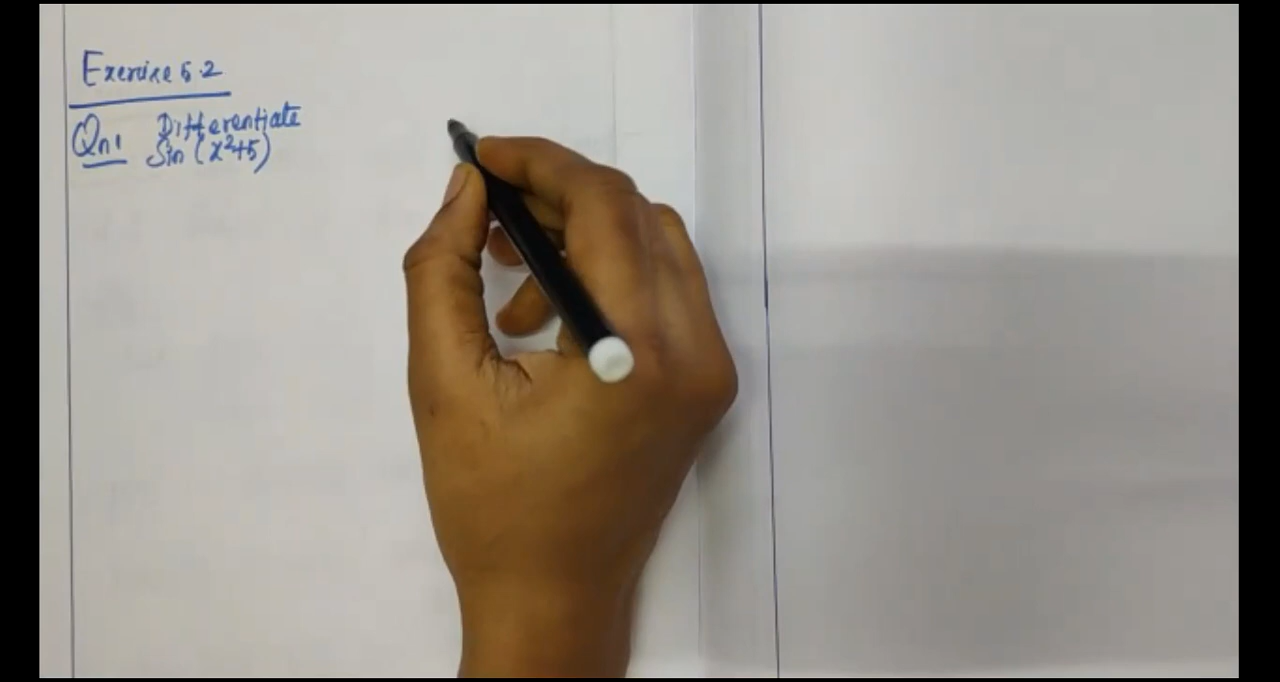 Exercise 5.2
Qn1 Differentiate
Sin (x²+5)